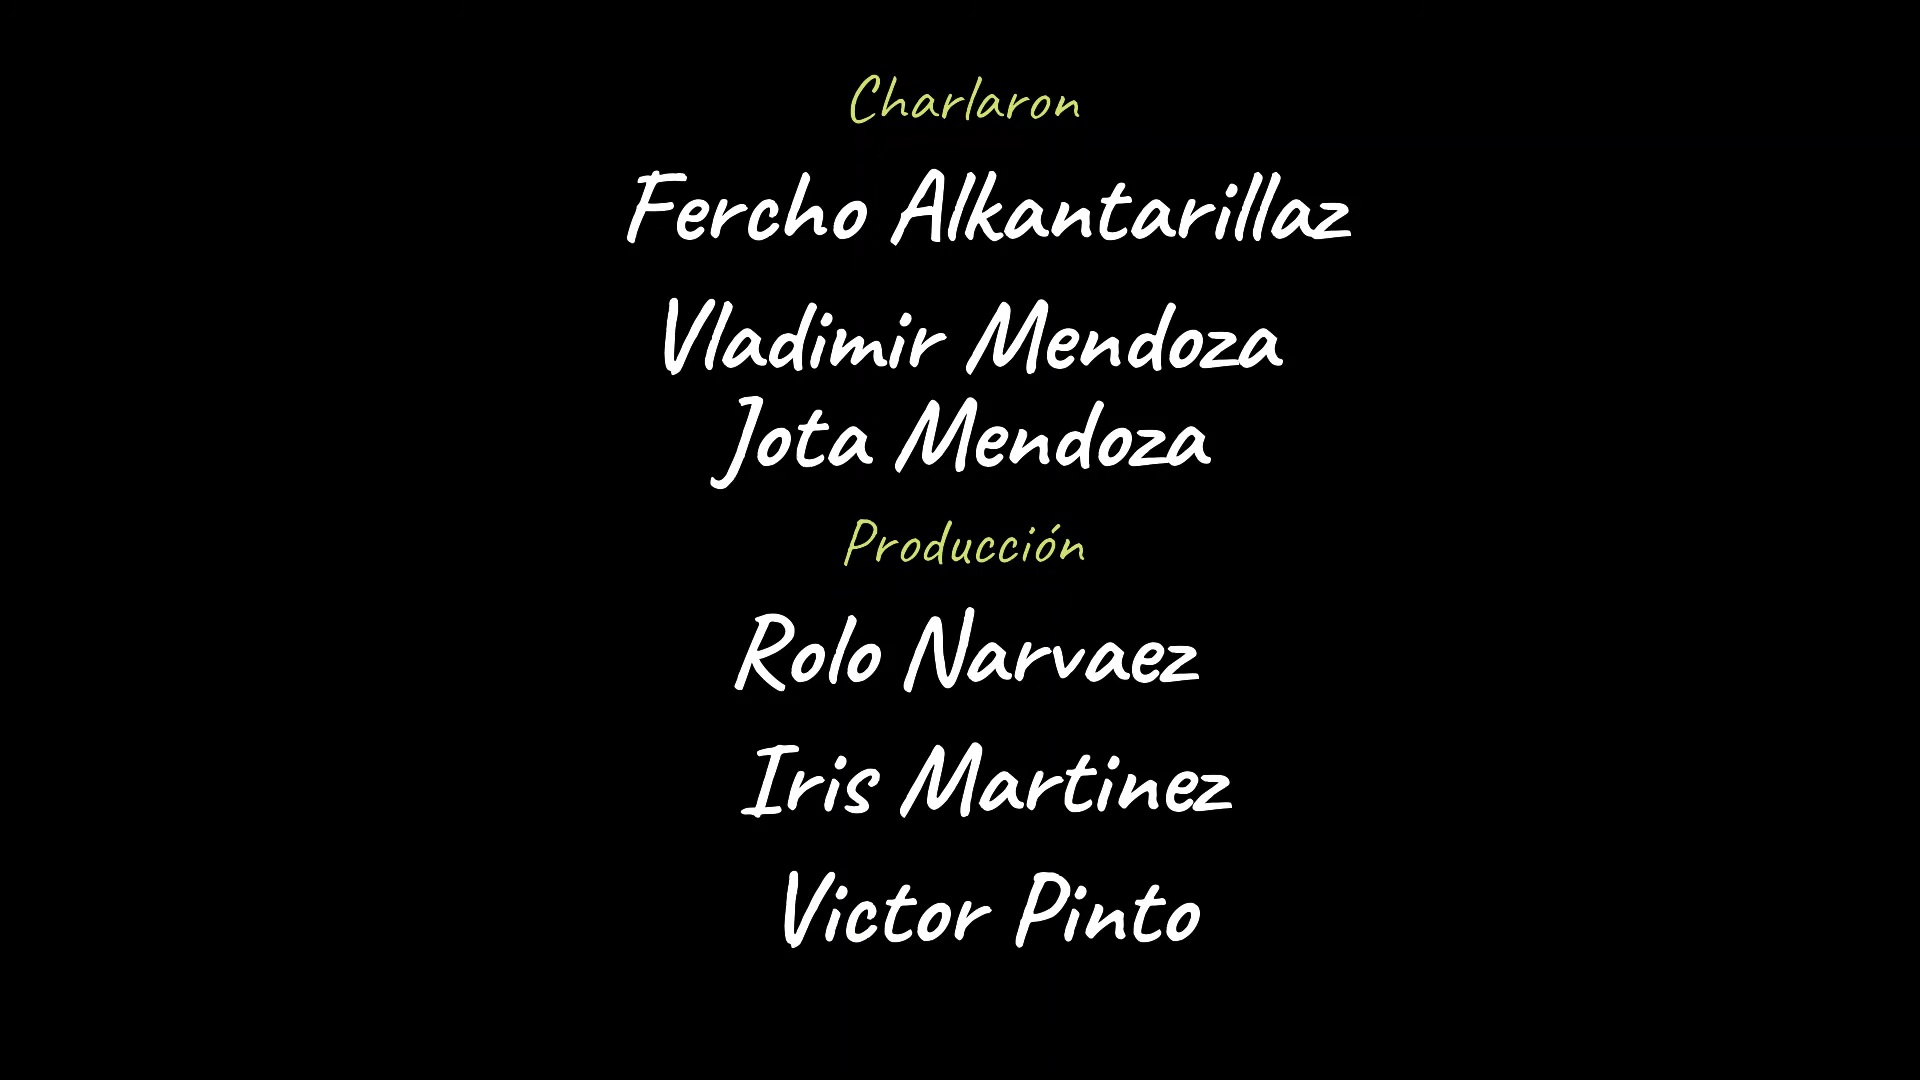 Charlaron
Fercho Alkantarillaz
Vladimir Mendoza
Jota Mendoza
Producción
Rolo Narvaez
Iris Martinez
Victor Pinto